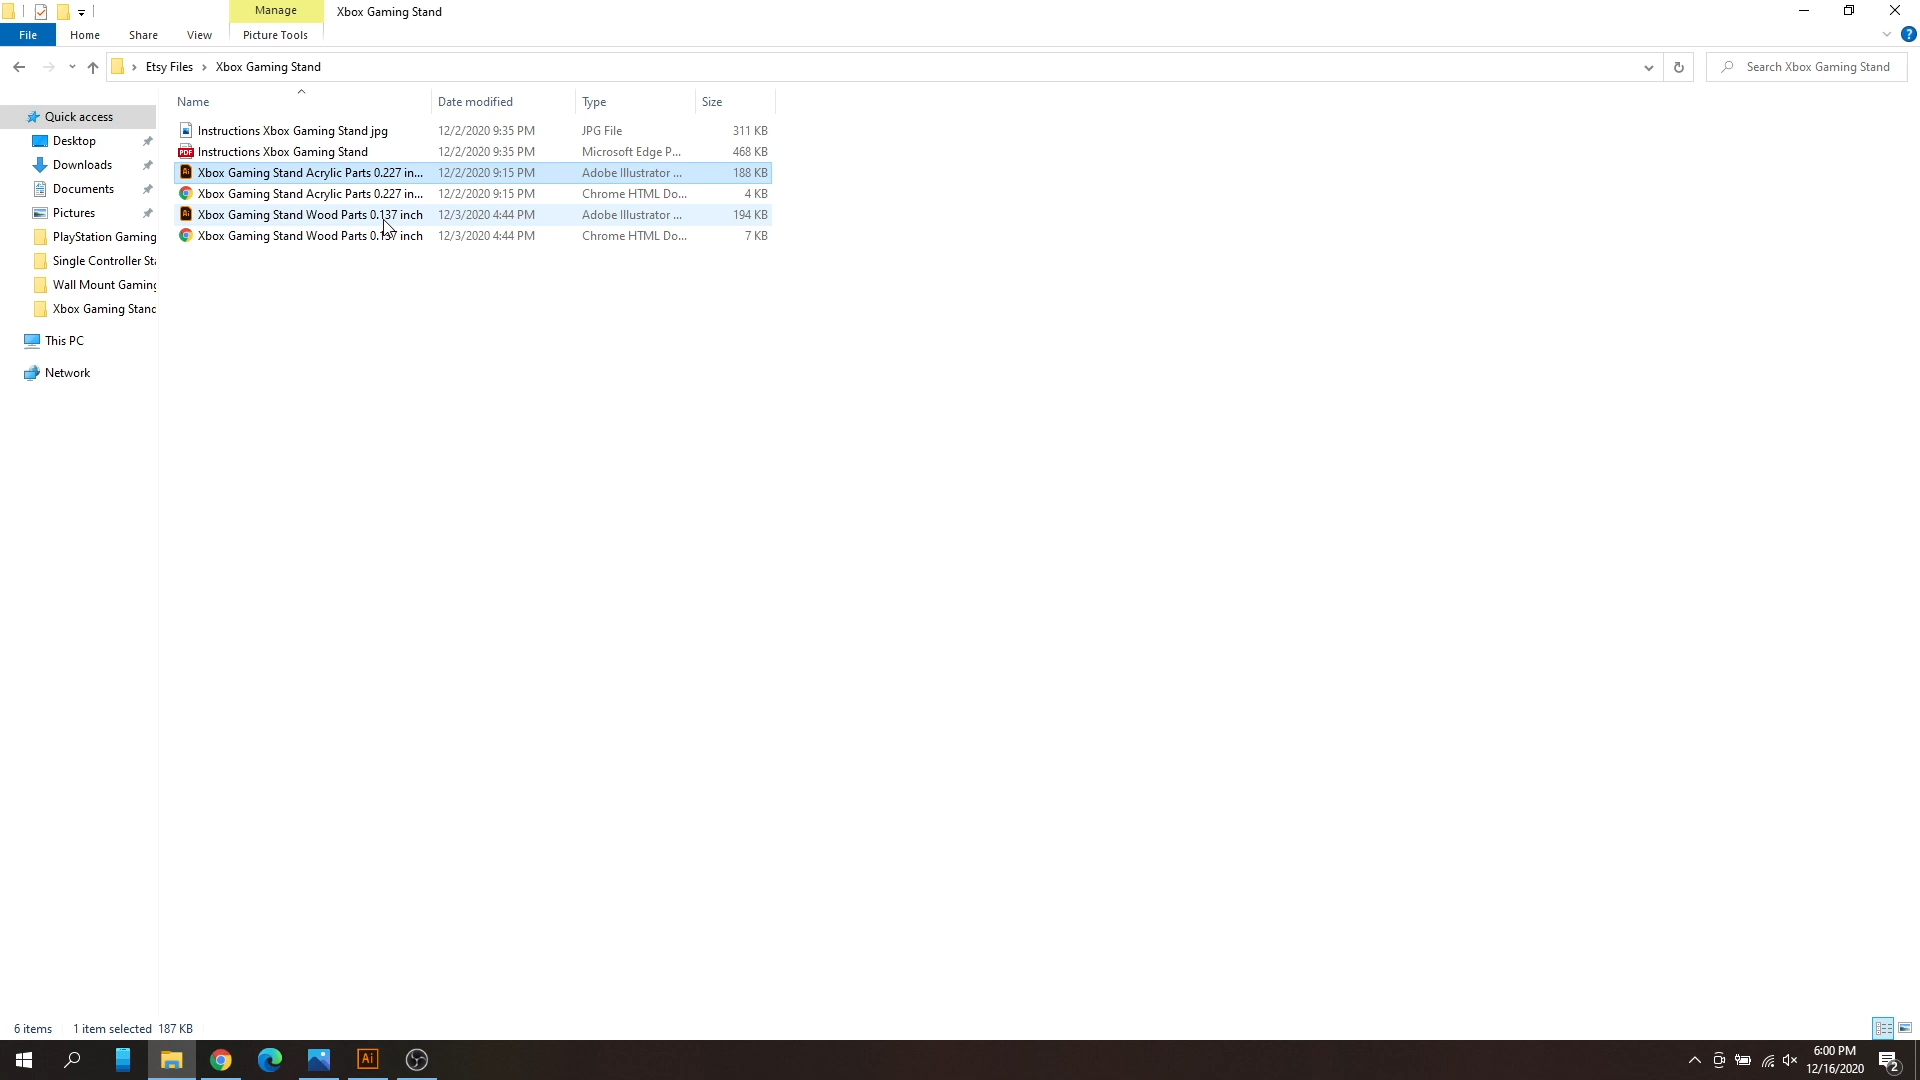 Manage
Xbox Gaming Stand
File
Home
Share
View
Picture Tools
?
Etsy Files
Xbox Gaming Stand
Search Xbox Gaming Stand
Name
Date modified
Type
Size
Quick access
Desktop
Downloads
Documents
Pictures
PlayStation Gaming
Single Controller Sta
Wall Mount Gaming
Xbox Gaming Stand
This PC
Network
Instructions Xbox Gaming Stand jpg 12/2/2020 9:35 PM JPG File 311 KB
PDF Instructions Xbox Gaming Stand 12/2/2020 9:35 PM Microsoft Edge P... 468 KB
Ai Xbox Gaming Stand Acrylic Parts 0.227 in... 12/2/2020 9:15 PM Adobe Illustrator ... 188 KB
Xbox Gaming Stand Acrylic Parts 0.227 in... 12/2/2020 9:15 PM Chrome HTML Do... 4 KB
Ai Xbox Gaming Stand Wood Parts 0.137 inch 12/3/2020 4:44 PM Adobe Illustrator ... 194 KB
Xbox Gaming Stand Wood Parts 0.137 inch 12/3/2020 4:44 PM Chrome HTML Do... 7 KB
6 items 1 item selected 187 KB
Ai
6:00 PM
12/16/2020
2